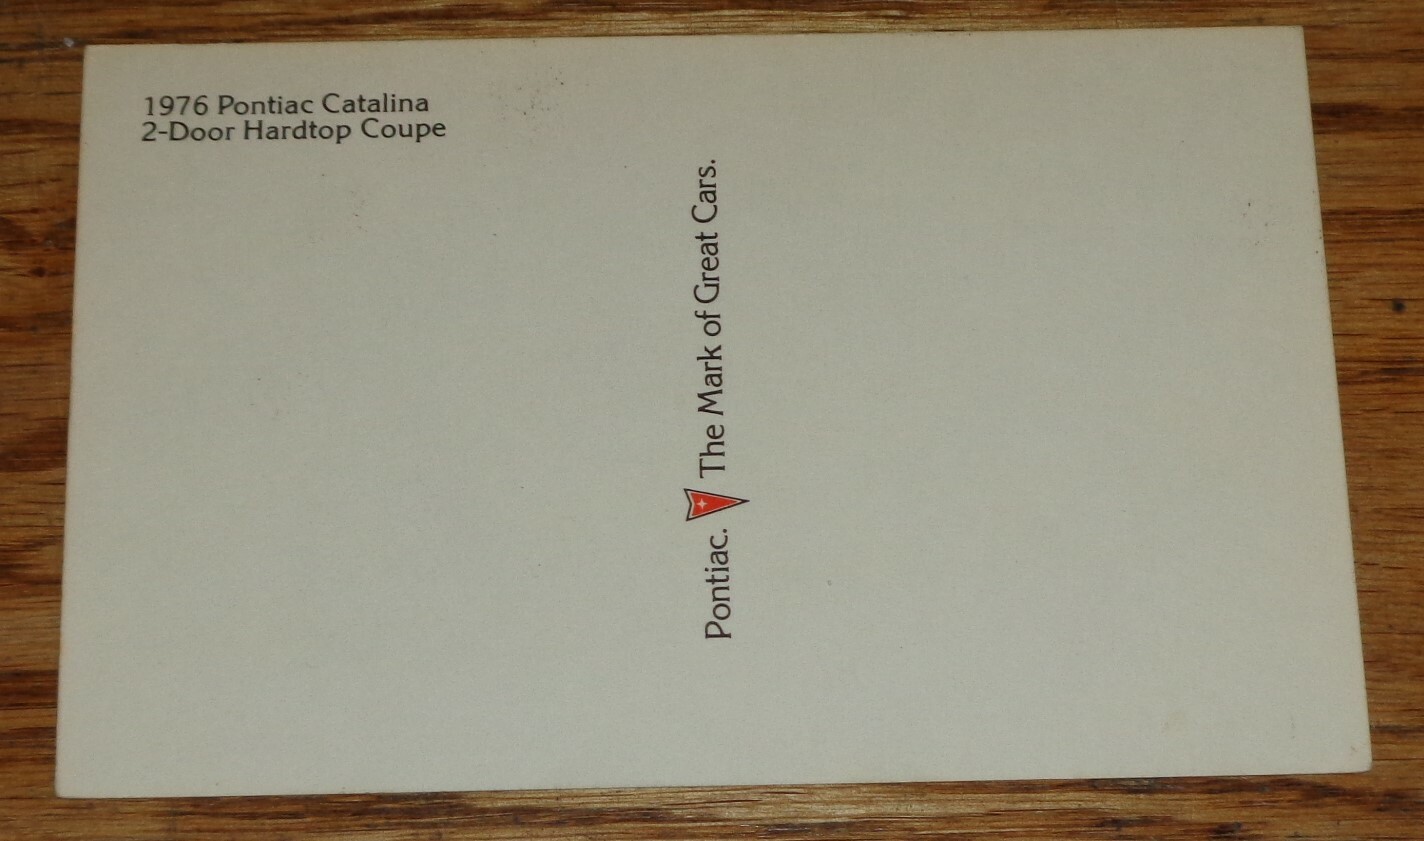 1976 Pontiac Catalina
2-Door Hardtop Coupe
Pontiac. The Mark of Great Cars.